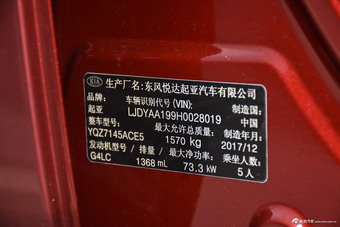 KIA 生产厂名:东风悦达起亚汽车有限公司
车辆识别代号(VIN): 制造国:
起亚 LJDYAA199H0028019 中国
整车型号: 最大允许总质量: 制造年月:
YQZ7145ACE5 1570 kg 2017/12
发动机型号/排量/最大净功率: 乘坐人数:
G4LC 1368 mL 73.3 kW 5人